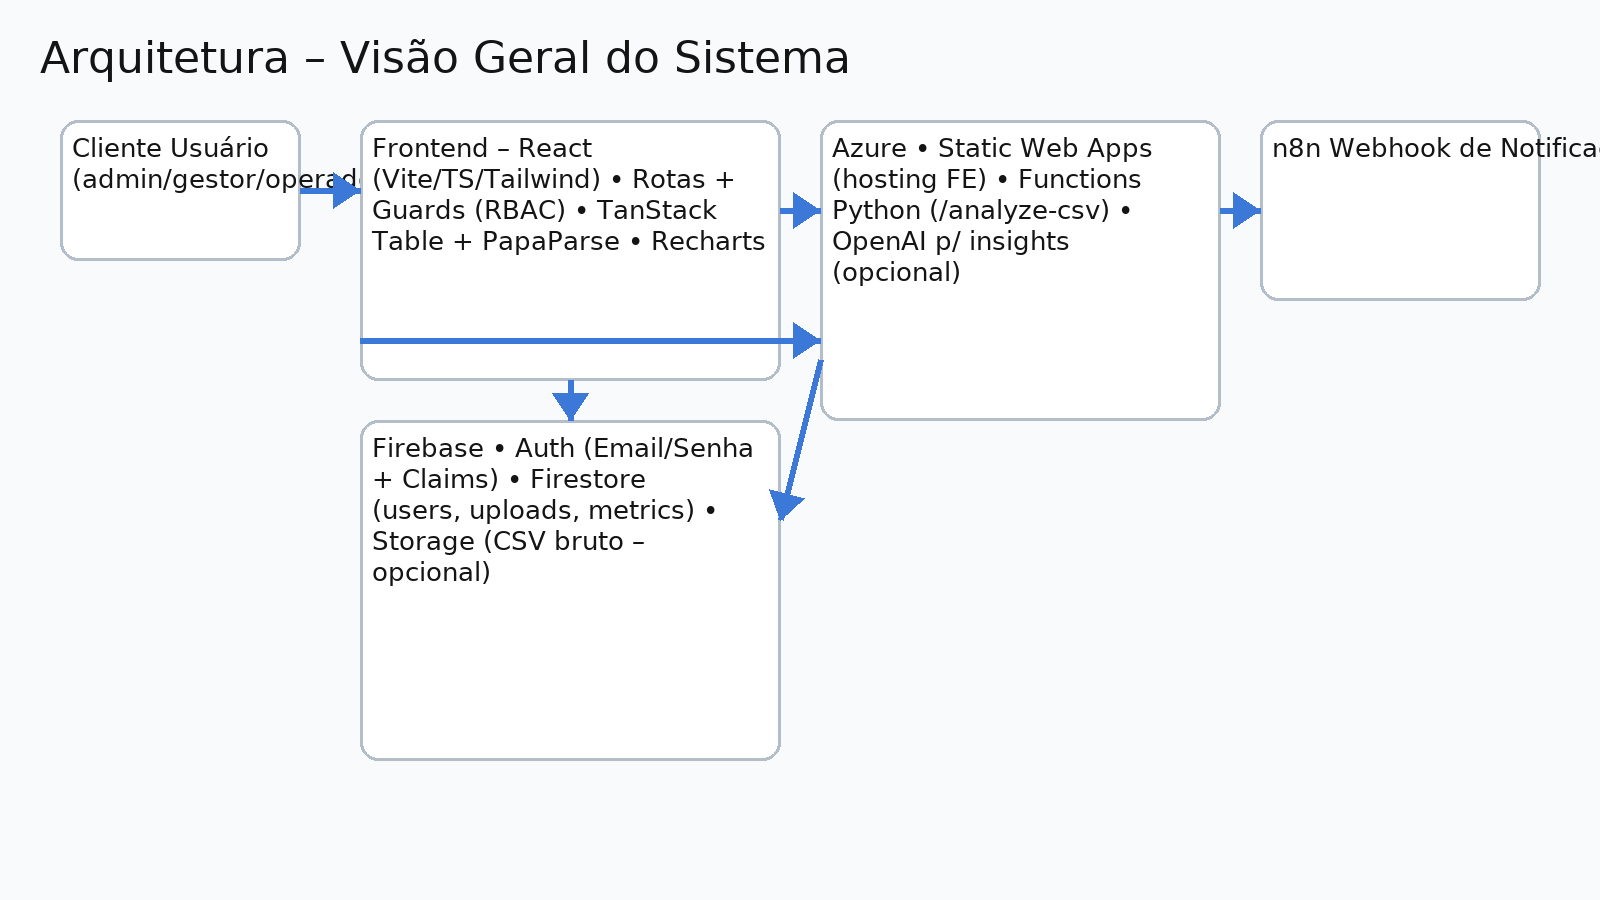 Arquitetura – Visão Geral do Sistema
Cliente Usuário
(admin/gestor/operad
Frontend – React
(Vite/TS/Tailwind) • Rotas +
Guards (RBAC) • TanStack
Table + PapaParse • Recharts
Azure • Static Web Apps
(hosting FE) • Functions
Python (/analyze-csv) •
OpenAI p/ insights
(opcional)
n8n Webhook de Notifica
Firebase • Auth (Email/Senha
+ Claims) • Firestore
(users, uploads, metrics) •
Storage (CSV bruto –
opcional)